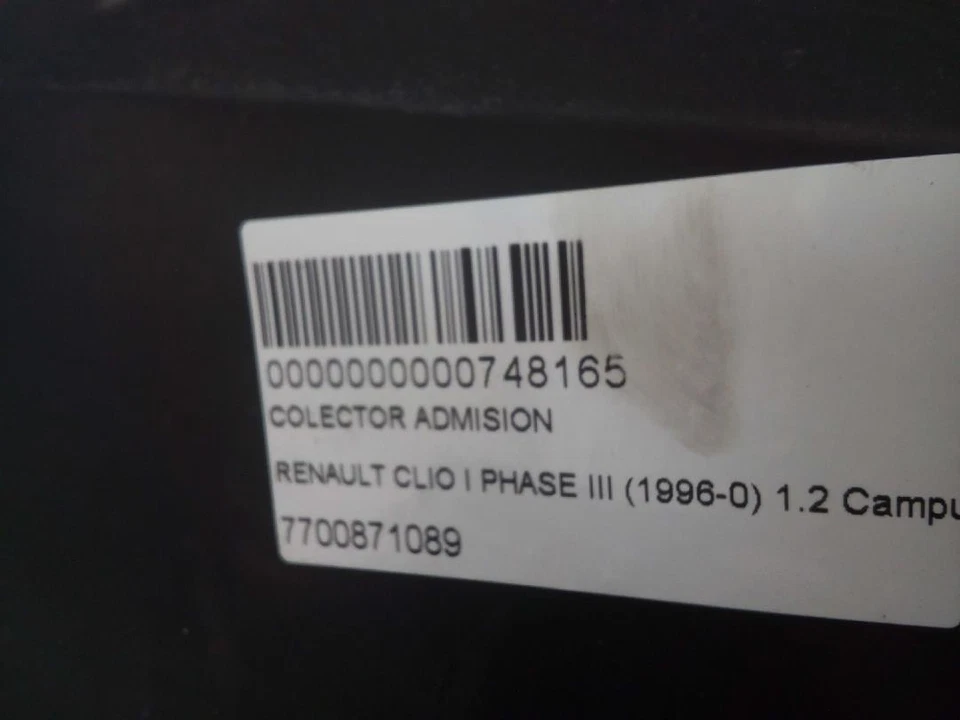 0000000000748165
COLECTOR ADMISION
RENAULT CLIO I PHASE III (1996-0) 1.2 Campu
7700871089